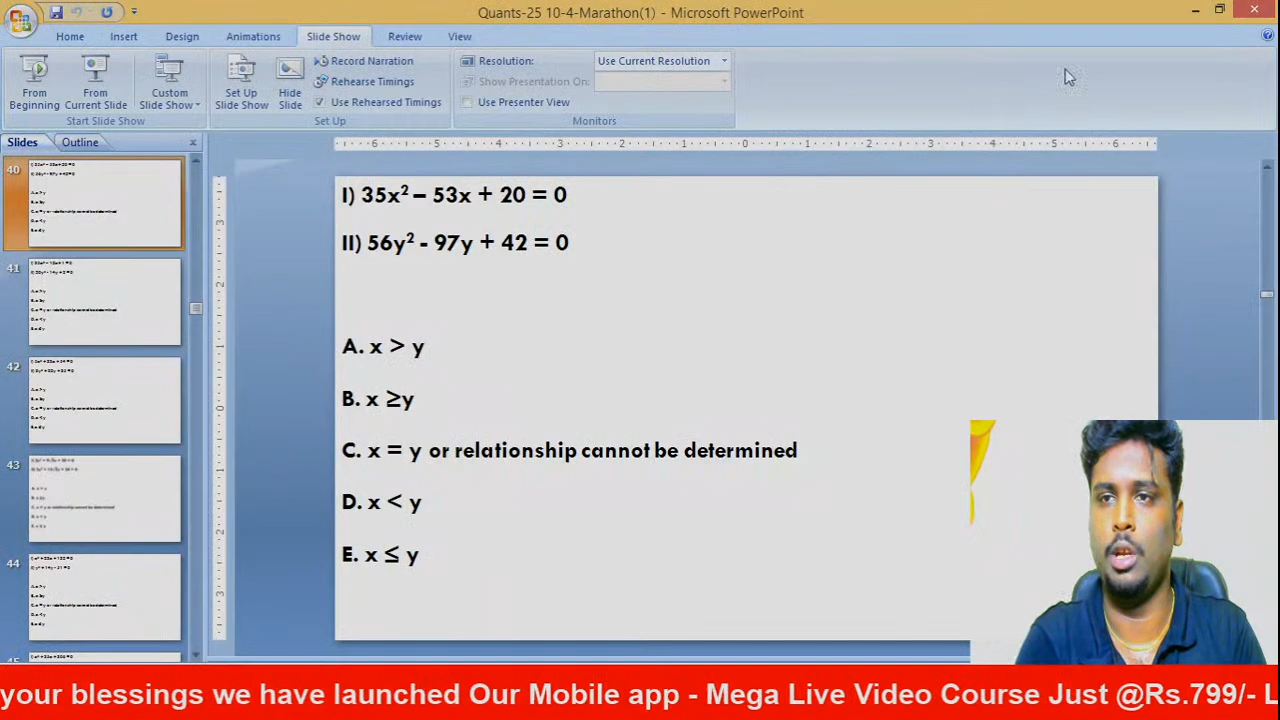 Quants-25 10-4-Marathon(1) - Microsoft PowerPoint
Home Insert Design Animations Slide Show Review View
From Beginning
From Current Slide
Custom Slide Show
Start Slide Show
Set Up Slide Show
Hide Slide
Record Narration
Rehearse Timings
Use Rehearsed Timings
Set Up
Resolution: Use Current Resolution
Show Presentation On:
Use Presenter View
Monitors
Slides Outline
40
41
42
43
44
I) 35x² – 53x + 20 = 0
II) 56y² - 97y + 42 = 0
A. x > y
B. x ≥y
C. x = y or relationship cannot be determined
D. x < y
E. x ≤ y
your blessings we have launched Our Mobile app - Mega Live Video Course Just @Rs.799/- L